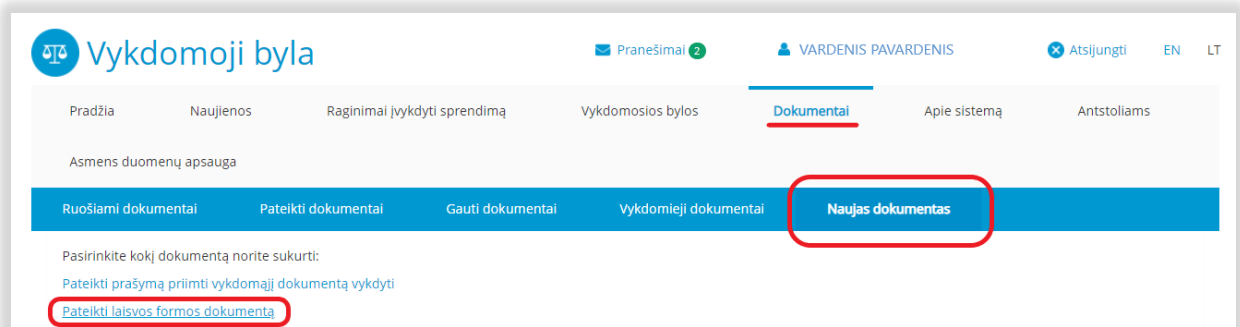 Vykdomoji byla Pranešimai 2 VARDENIS PAVARDENIS Atsijungti EN LT
Pradžia Naujienos Raginimai įvykdyti sprendimą Vykdomosios bylos Dokumentai Apie sistemą Antstoliams
Asmens duomenų apsauga
Ruošiami dokumentai Pateikti dokumentai Gauti dokumentai Vykdomieji dokumentai Naujas dokumentas
Pasirinkite kokį dokumentą norite sukurti:
Pateikti prašymą priimti vykdomąjį dokumentą vykdyti
Pateikti laisvos formos dokumentą